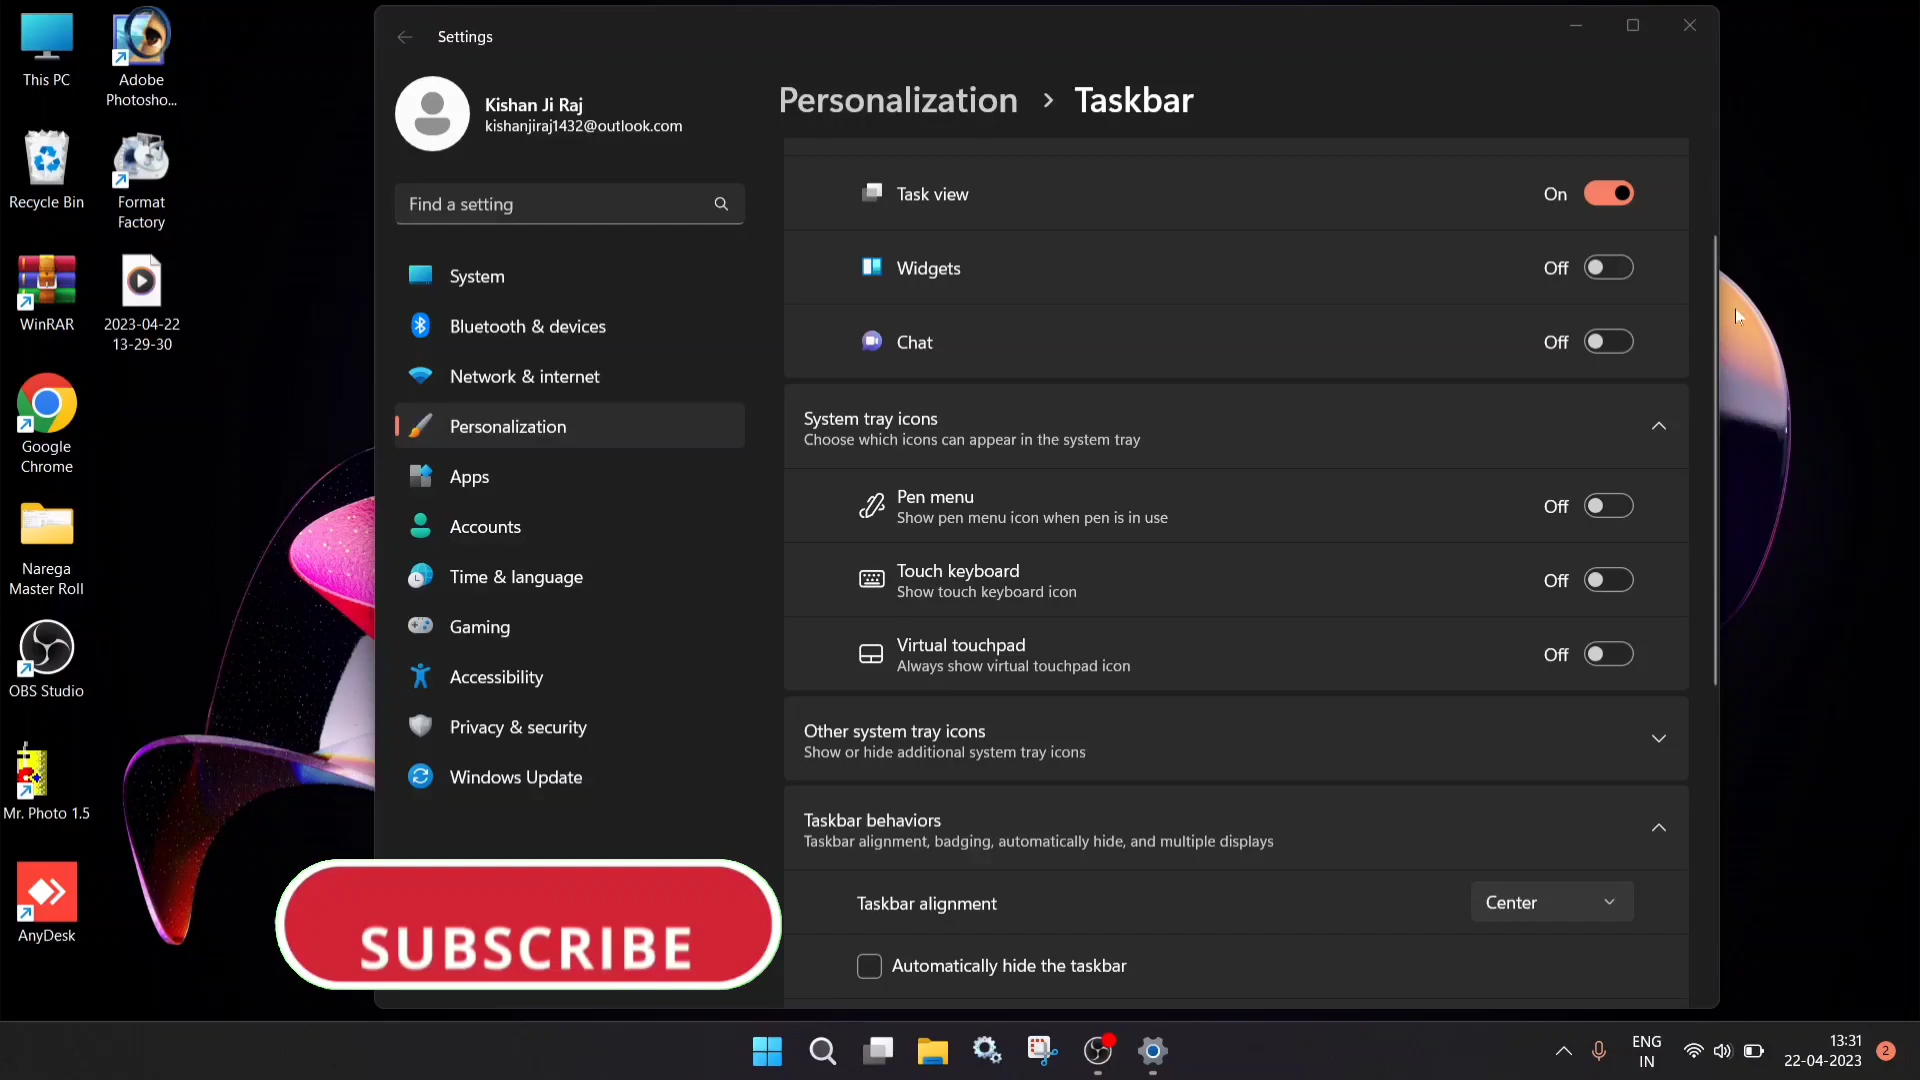 This PC
Adobe
Photosho...
Recycle Bin
Format
Factory
WinRAR
2023-04-22
13-29-30
Google
Chrome
Narega
Master Roll
OBS Studio
Mr. Photo 1.5
AnyDesk
Settings
Kishan Ji Raj
kishanjiraj1432@outlook.com
Find a setting
System
Bluetooth & devices
Network & internet
Personalization
Apps
Accounts
Time & language
Gaming
Accessibility
Privacy & security
Windows Update
SUBSCRIBE
Personalization > Taskbar
Task view On
Widgets Off
Chat Off
System tray icons
Choose which icons can appear in the system tray
Pen menu
Show pen menu icon when pen is in use
Off
Touch keyboard
Show touch keyboard icon
Off
Virtual touchpad
Always show virtual touchpad icon
Off
Other system tray icons
Show or hide additional system tray icons
Taskbar behaviors
Taskbar alignment, badging, automatically hide, and multiple displays
Taskbar alignment Center
Automatically hide the taskbar
ENG
IN
13:31
22-04-2023
2